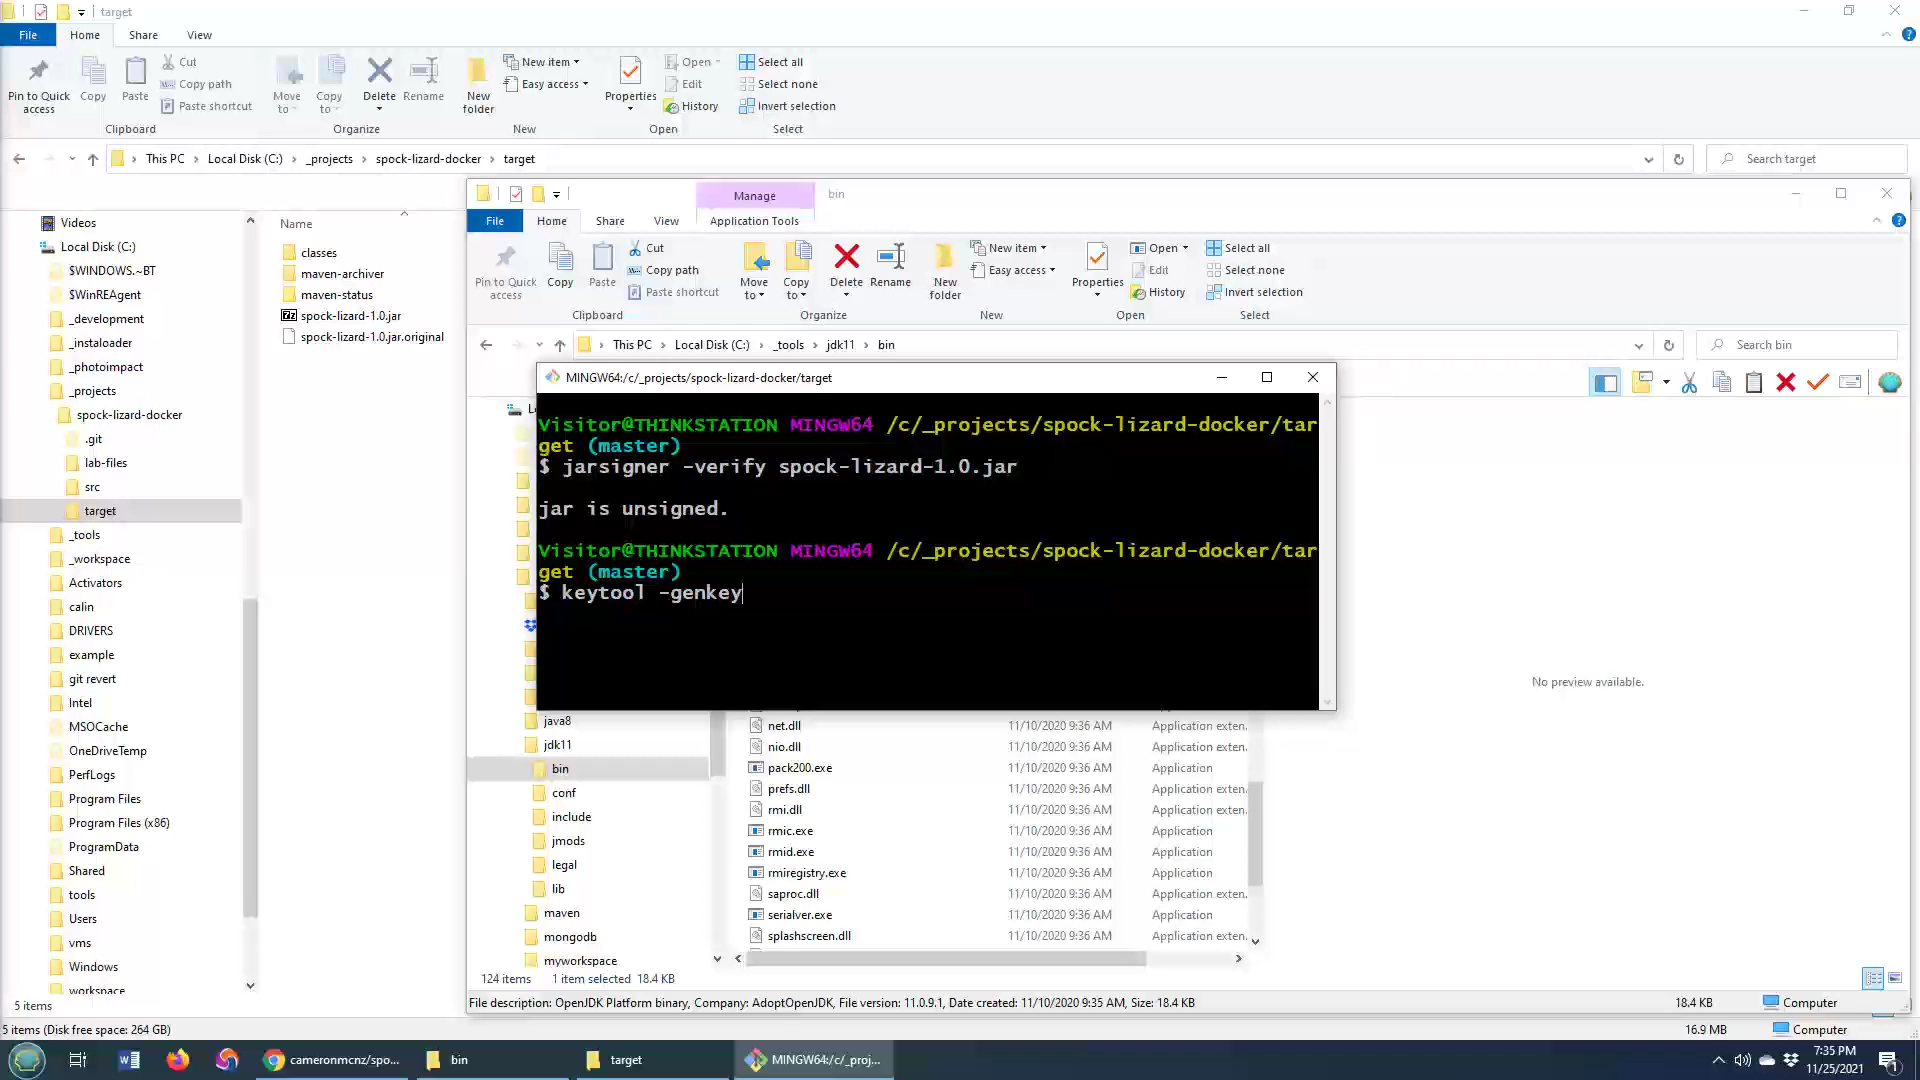 target
File
Home
Share
View
Pin to Quick access
Copy
Paste
Cut
Copy path
Paste shortcut
Move to
Copy to
Delete
Rename
New folder
New item
Easy access
Properties
Open
Edit
History
Select all
Select none
Invert selection
Clipboard
Organize
New
Open
Select
This PC
Local Disk (C:)
_projects
spock-lizard-docker
target
Search target
Videos
Local Disk (C:)
$WINDOWS.~BT
$WinREAgent
_development
_instaloader
_photoimpact
_projects
spock-lizard-docker
.git
lab-files
src
target
_tools
_workspace
Activators
calin
DRIVERS
example
git revert
Intel
MSOCache
OneDriveTemp
PerfLogs
Program Files
Program Files (x86)
ProgramData
Shared
tools
Users
vms
Windows
workspace
Name
classes
maven-archiver
maven-status
spock-lizard-1.0.jar
spock-lizard-1.0.jar.original
5 items
5 items (Disk free space: 264 GB)
16.9 MB
Computer
Manage
bin
File
Home
Share
View
Application Tools
Pin to Quick access
Copy
Paste
Cut
Copy path
Paste shortcut
Move to
Copy to
Delete
Rename
New folder
New item
Easy access
Properties
Open
Edit
History
Select all
Select none
Invert selection
Clipboard
Organize
New
Open
Select
This PC
Local Disk (C:)
_tools
jdk11
bin
Search bin
MINGW64:/c/_projects/spock-lizard-docker/target
Visitor@THINKSTATION MINGW64 /c/_projects/spock-lizard-docker/tar
get (master)
$ jarsigner -verify spock-lizard-1.0.jar
jar is unsigned.
Visitor@THINKSTATION MINGW64 /c/_projects/spock-lizard-docker/tar
get (master)
$ keytool -genkey
No preview available.
java8
jdk11
bin
conf
include
jmods
legal
lib
maven
mongodb
myworkspace
net.dll 11/10/2020 9:36 AM Application exten.
nio.dll 11/10/2020 9:36 AM Application exten.
pack200.exe 11/10/2020 9:36 AM Application
prefs.dll 11/10/2020 9:36 AM Application exten.
rmi.dll 11/10/2020 9:36 AM Application exten.
rmic.exe 11/10/2020 9:36 AM Application
rmid.exe 11/10/2020 9:36 AM Application
rmiregistry.exe 11/10/2020 9:36 AM Application
saproc.dll 11/10/2020 9:36 AM Application exten.
serialver.exe 11/10/2020 9:36 AM Application
splashscreen.dll 11/10/2020 9:36 AM Application exten.
124 items 1 item selected 18.4 KB
File description: OpenJDK Platform binary, Company: AdoptOpenJDK, File version: 11.0.9.1, Date created: 11/10/2020 9:35 AM, Size: 18.4 KB
18.4 KB
Computer
cameronmcnz/spo...
bin
target
MINGW64:/c/_proj...
7:35 PM
11/25/2021
1